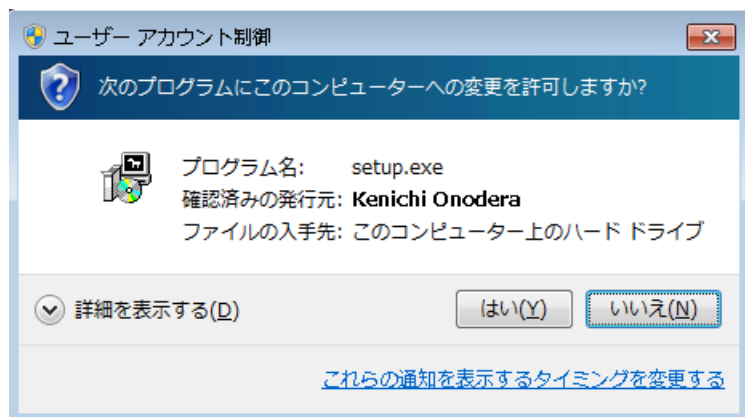 ユーザー アカウント制御
次のプログラムにこのコンピューターへの変更を許可しますか?
プログラム名: setup.exe
確認済みの発行元: Kenichi Onodera
ファイルの入手先: このコンピューター上のハード ドライブ
詳細を表示する(D) はい(Y) いいえ(N)
これらの通知を表示するタイミングを変更する